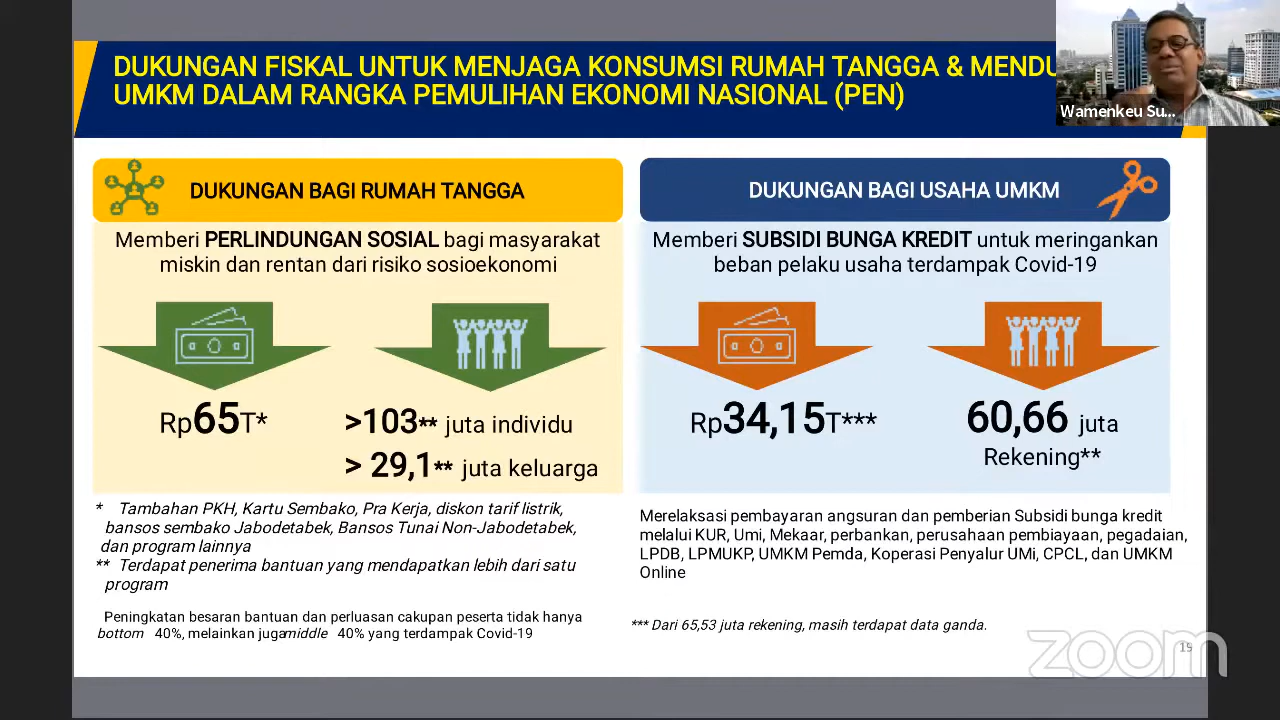 DUKUNGAN FISKAL UNTUK MENJAGA KONSUMSI RUMAH TANGGA &
UMKM DALAM RANGKA PEMULIHAN EKONOMI NASIONAL (PEN)
Wamenkeu Su...
DUKUNGAN BAGI RUMAH TANGGA
Memberi PERLINDUNGAN SOSIAL bagi masyarakat
miskin dan rentan dari risiko sosioekonomi
Rp65T*
>103** juta individu
> 29,1** juta keluarga
* Tambahan PKH, Kartu Sembako, Pra Kerja, diskon tarif listrik,
bansos sembako Jabodetabek, Bansos Tunai Non-Jabodetabek,
dan program lainnya
** Terdapat penerima bantuan yang mendapatkan lebih dari satu
program
Peningkatan besaran bantuan dan perluasan cakupan peserta tidak hanya
bottom 40%, melainkan juga middle 40% yang terdampak Covid-19
DUKUNGAN BAGI USAHA UMKM
Memberi SUBSIDI BUNGA KREDIT untuk meringankan
beban pelaku usaha terdampak Covid-19
Rp34,15T***
60,66 juta
Rekening**
Merelaksasi pembayaran angsuran dan pemberian Subsidi bunga kredit
melalui KUR, Umi, Mekaar, perbankan, perusahaan pembiayaan, pegadaian,
LPDB, LPMUKP, UMKM Pemda, Koperasi Penyalur UMi, CPCL, dan UMKM
Online
*** Dari 65,53 juta rekening, masih terdapat data ganda.
19
zoom